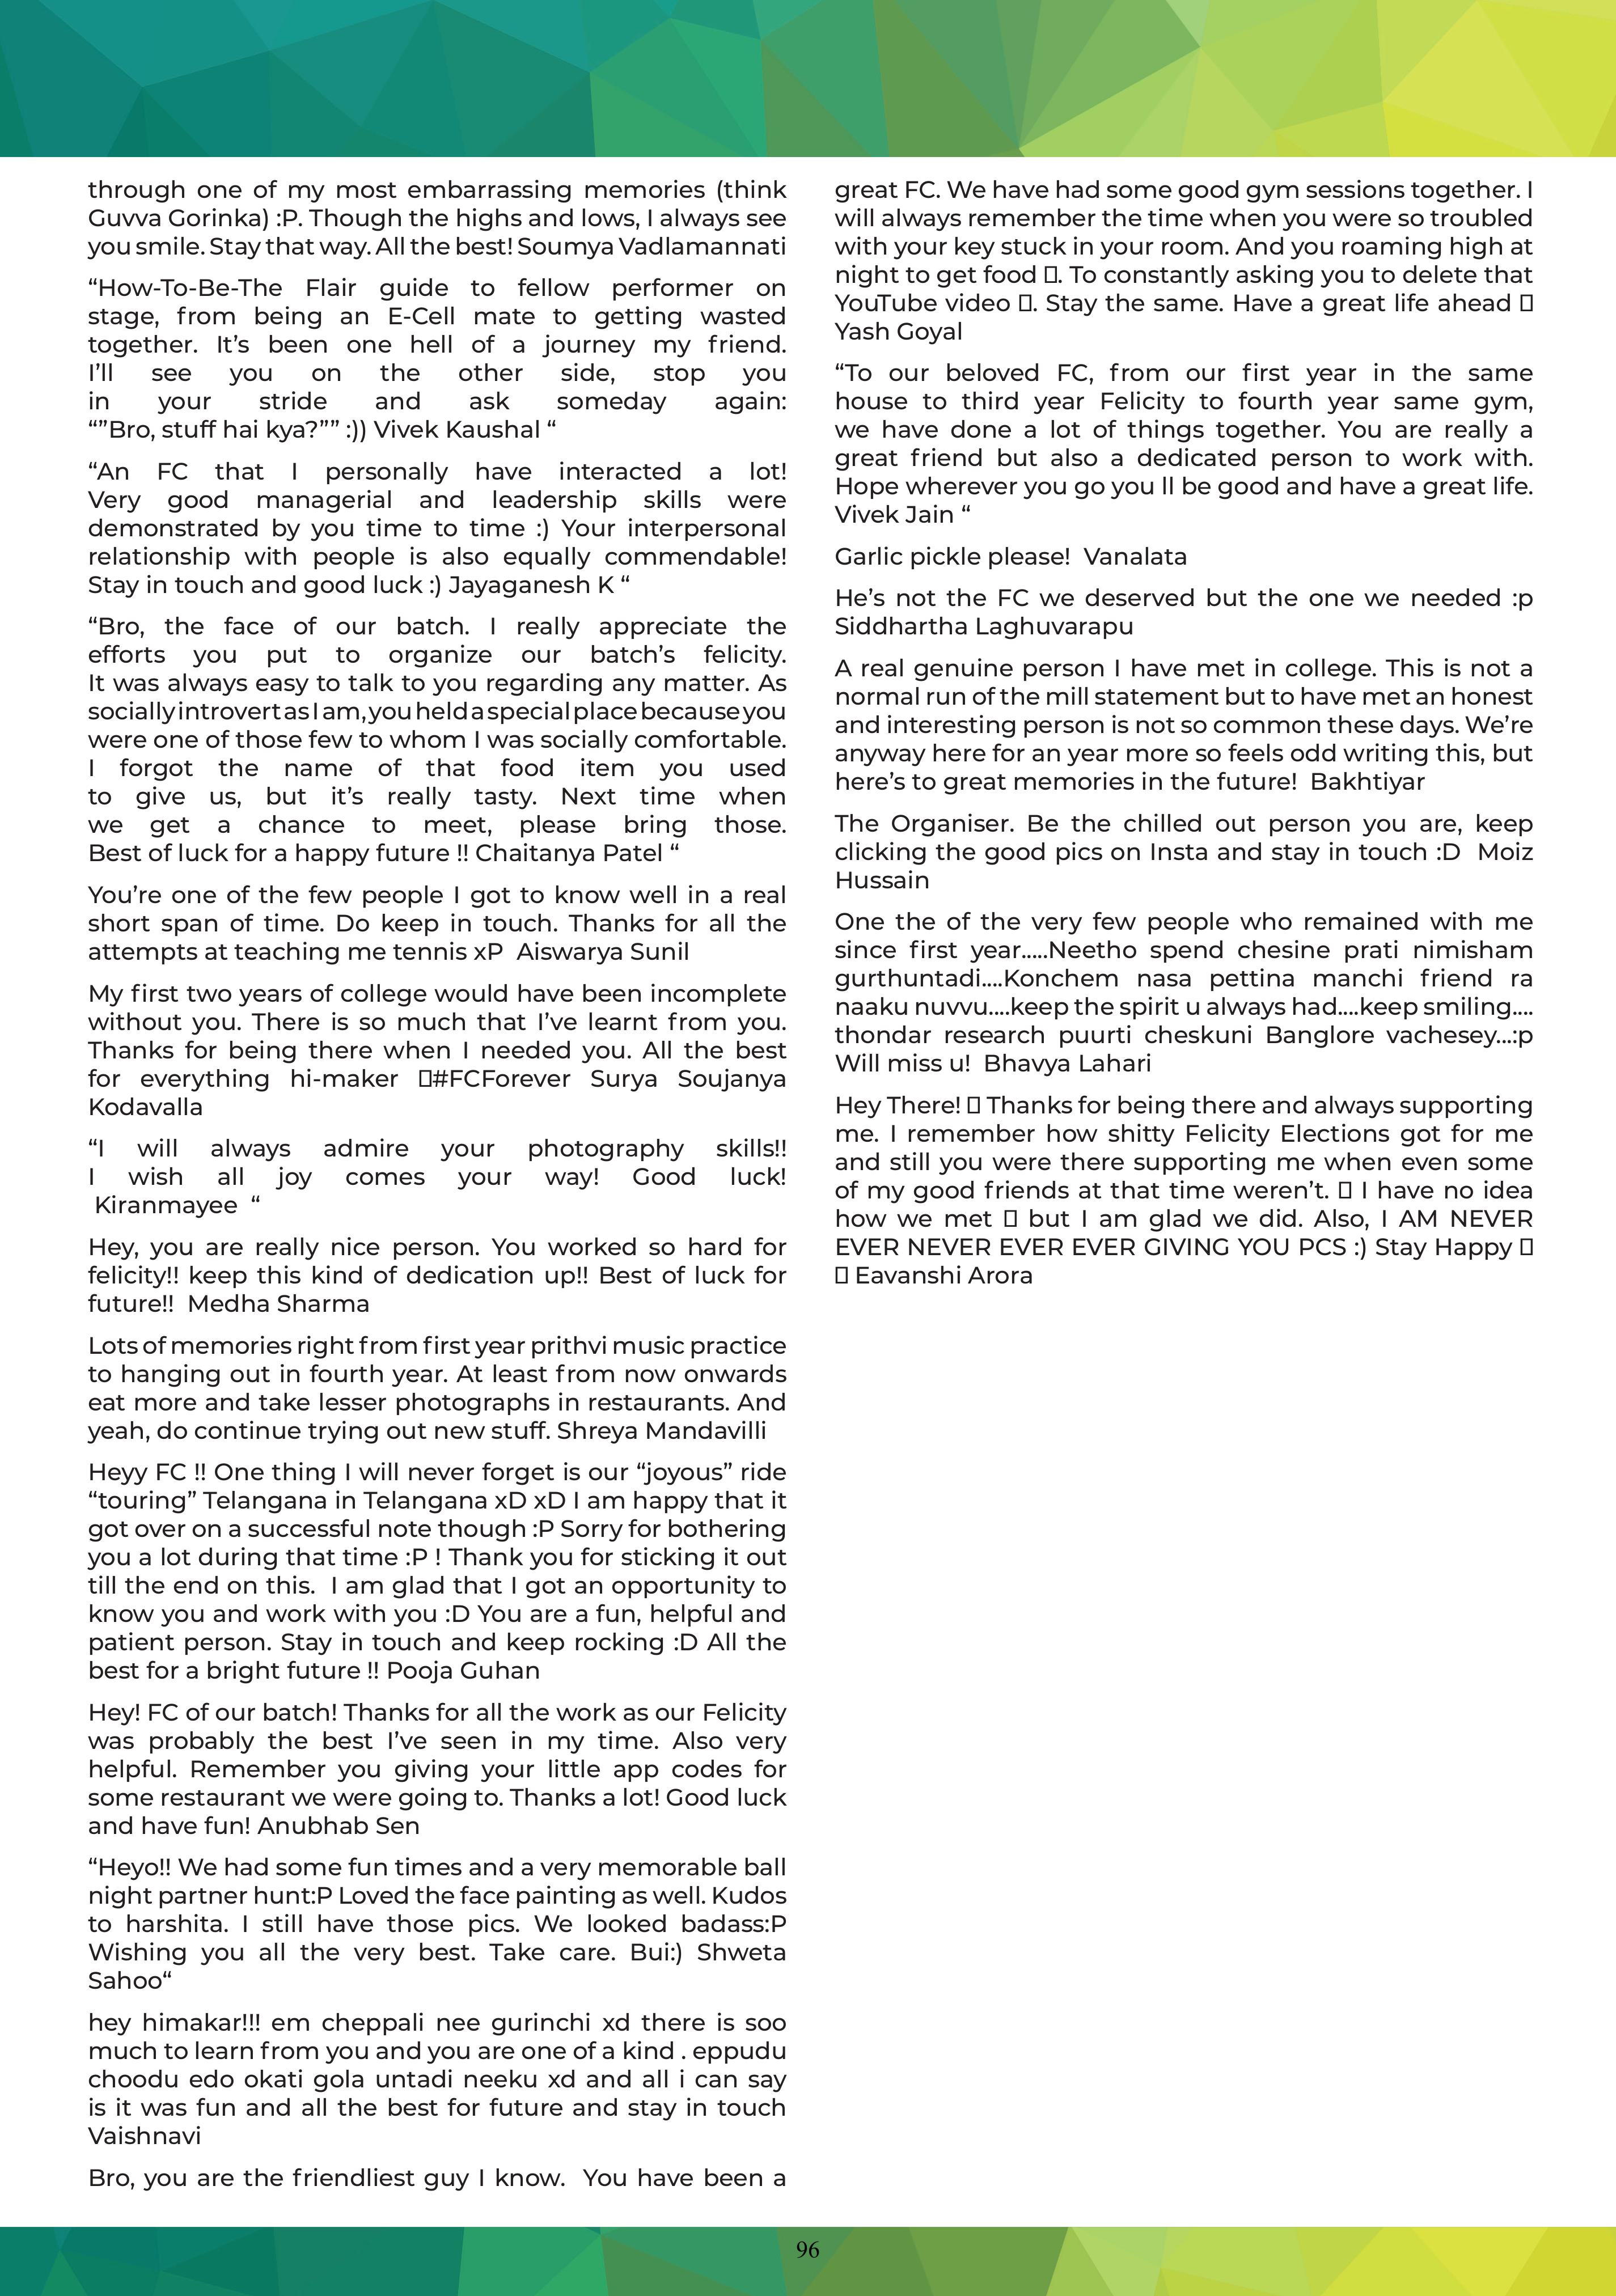 through one of my most embarrassing memories (think
Guvva Gorinka) :P. Though the highs and lows, I always see
you smile. Stay that way. All the best! Soumya Vadlamannati
“How-To-Be-The Flair guide to fellow performer on
stage, from being an E-Cell mate to getting wasted
together. It’s been one hell of a journey my friend.
I’ll see you on the other side, stop you
in your stride and ask someday again:
“”Bro, stuff hai kya?”” :)) Vivek Kaushal “
“An FC that I personally have interacted a lot!
Very good managerial and leadership skills were
demonstrated by you time to time :) Your interpersonal
relationship with people is also equally commendable!
Stay in touch and good luck :) Jayaganesh K “
“Bro, the face of our batch. I really appreciate the
efforts you put to organize our batch’s felicity.
It was always easy to talk to you regarding any matter. As
socially introvert as I am, you held a special place because you
were one of those few to whom I was socially comfortable.
I forgot the name of that food item you used
to give us, but it’s really tasty. Next time when
we get a chance to meet, please bring those.
Best of luck for a happy future !! Chaitanya Patel “
You’re one of the few people I got to know well in a real
short span of time. Do keep in touch. Thanks for all the
attempts at teaching me tennis xP Aiswarya Sunil
My first two years of college would have been incomplete
without you. There is so much that I’ve learnt from you.
Thanks for being there when I needed you. All the best
for everything hi-maker #FCForever Surya Soujanya
Kodavalla
“I will always admire your photography skills!!
I wish all joy comes your way! Good luck!
Kiranmayee “
Hey, you are really nice person. You worked so hard for
felicity!! keep this kind of dedication up!! Best of luck for
future!! Medha Sharma
Lots of memories right from first year prithvi music practice
to hanging out in fourth year. At least from now onwards
eat more and take lesser photographs in restaurants. And
yeah, do continue trying out new stuff. Shreya Mandavilli
Heyy FC !! One thing I will never forget is our “joyous” ride
“touring” Telangana in Telangana xD xD I am happy that it
got over on a successful note though :P Sorry for bothering
you a lot during that time :P ! Thank you for sticking it out
till the end on this. I am glad that I got an opportunity to
know you and work with you :D You are a fun, helpful and
patient person. Stay in touch and keep rocking :D All the
best for a bright future !! Pooja Guhan
Hey! FC of our batch! Thanks for all the work as our Felicity
was probably the best I’ve seen in my time. Also very
helpful. Remember you giving your little app codes for
some restaurant we were going to. Thanks a lot! Good luck
and have fun! Anubhab Sen
“Heyo!! We had some fun times and a very memorable ball
night partner hunt:P Loved the face painting as well. Kudos
to harshita. I still have those pics. We looked badass:P
Wishing you all the very best. Take care. Bui:) Shweta
Sahoo“
hey himakar!!! em cheppali nee gurinchi xd there is soo
much to learn from you and you are one of a kind . eppudu
choodu edo okati gola untadi neeku xd and all i can say
is it was fun and all the best for future and stay in touch
Vaishnavi
Bro, you are the friendliest guy I know. You have been a
great FC. We have had some good gym sessions together. I
will always remember the time when you were so troubled
with your key stuck in your room. And you roaming high at
night to get food . To constantly asking you to delete that
YouTube video . Stay the same. Have a great life ahead
Yash Goyal
“To our beloved FC, from our first year in the same
house to third year Felicity to fourth year same gym,
we have done a lot of things together. You are really a
great friend but also a dedicated person to work with.
Hope wherever you go you ll be good and have a great life.
Vivek Jain “
Garlic pickle please! Vanalata
He’s not the FC we deserved but the one we needed :p
Siddhartha Laghuvarapu
A real genuine person I have met in college. This is not a
normal run of the mill statement but to have met an honest
and interesting person is not so common these days. We’re
anyway here for an year more so feels odd writing this, but
here’s to great memories in the future! Bakhtiyar
The Organiser. Be the chilled out person you are, keep
clicking the good pics on Insta and stay in touch :D Moiz
Hussain
One the of the very few people who remained with me
since first year.....Neetho spend chesine prati nimisham
gurthuntadi....Konchem nasa pettina manchi friend ra
naaku nuvvu....keep the spirit u always had....keep smiling....
thondar research puurti cheskuni Banglore vachesey...:p
Will miss u! Bhavya Lahari
Hey There! Thanks for being there and always supporting
me. I remember how shitty Felicity Elections got for me
and still you were there supporting me when even some
of my good friends at that time weren’t. I have no idea
how we met but I am glad we did. Also, I AM NEVER
EVER NEVER EVER EVER GIVING YOU PCS :) Stay Happy
Eavanshi Arora
96